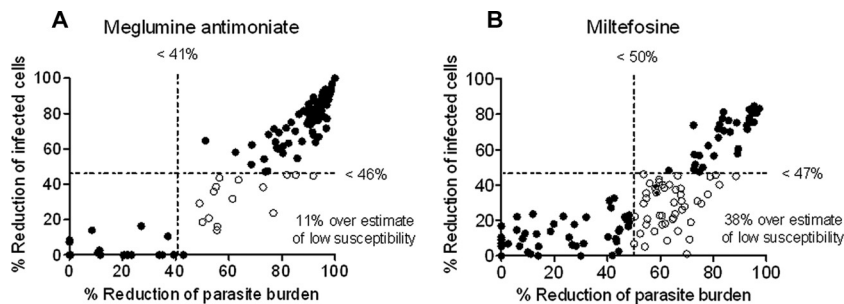 A
Meglumine antimoniate
< 41%
% Reduction of infected cells
100
80
60
40
20
0
< 46%
11% over estimate
of low susceptibility
0 20 40 60 80 100
% Reduction of parasite burden
B
Miltefosine
< 50%
% Reduction of infected cells
100
80
60
40
20
0
< 47%
38% over estimate
of low susceptibility
0 20 40 60 80 100
% Reduction of parasite burden